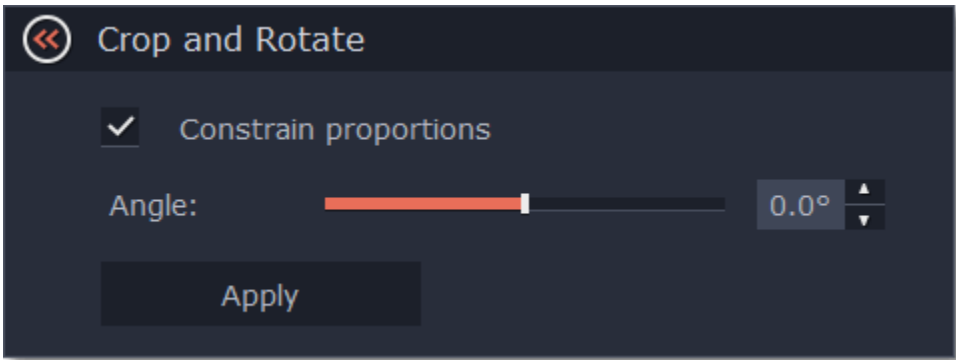 Crop and Rotate
Constrain proportions
Angle: 0.0°
Apply